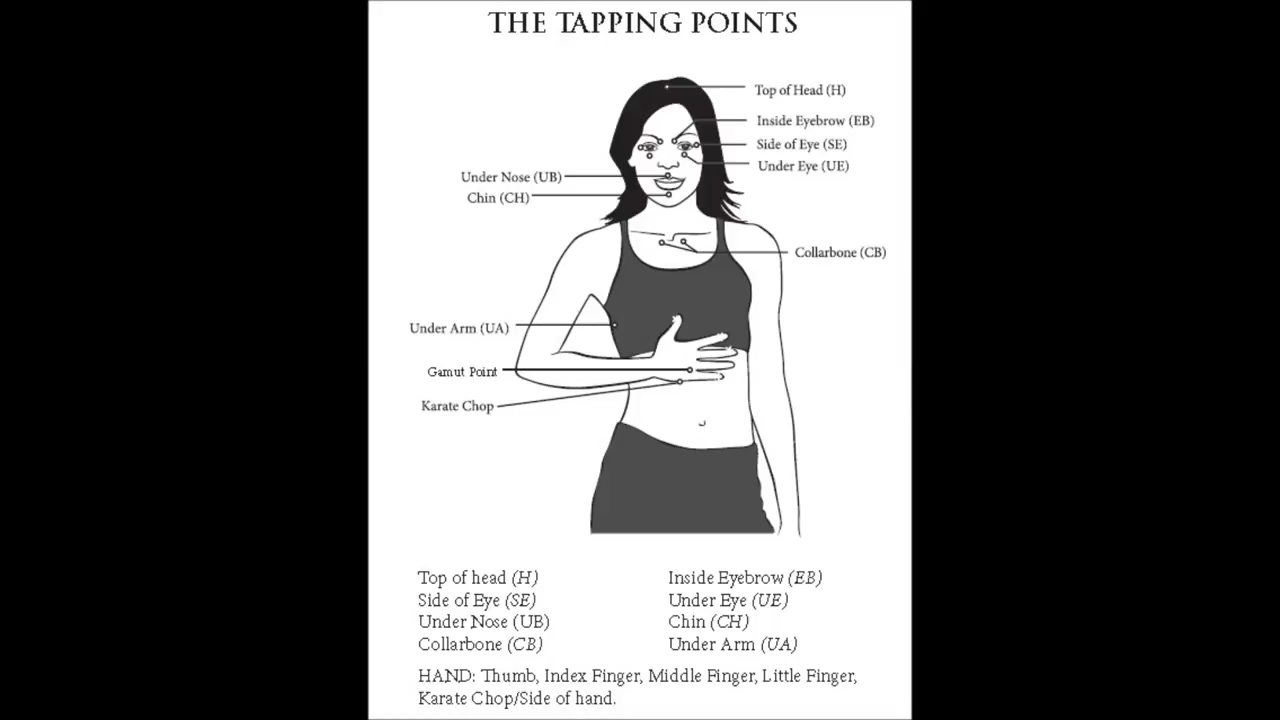 THE TAPPING POINTS
Top of Head (H)
Inside Eyebrow (EB)
Side of Eye (SE)
Under Eye (UE)
Under Nose (UB)
Chin (CH)
Collarbone (CB)
Under Arm (UA)
Gamut Point
Karate Chop
Top of head (H)
Side of Eye (SE)
Under Nose (UB)
Collarbone (CB)
Inside Eyebrow (EB)
Under Eye (UE)
Chin (CH)
Under Arm (UA)
HAND: Thumb, Index Finger, Middle Finger, Little Finger,
Karate Chop/Side of hand.